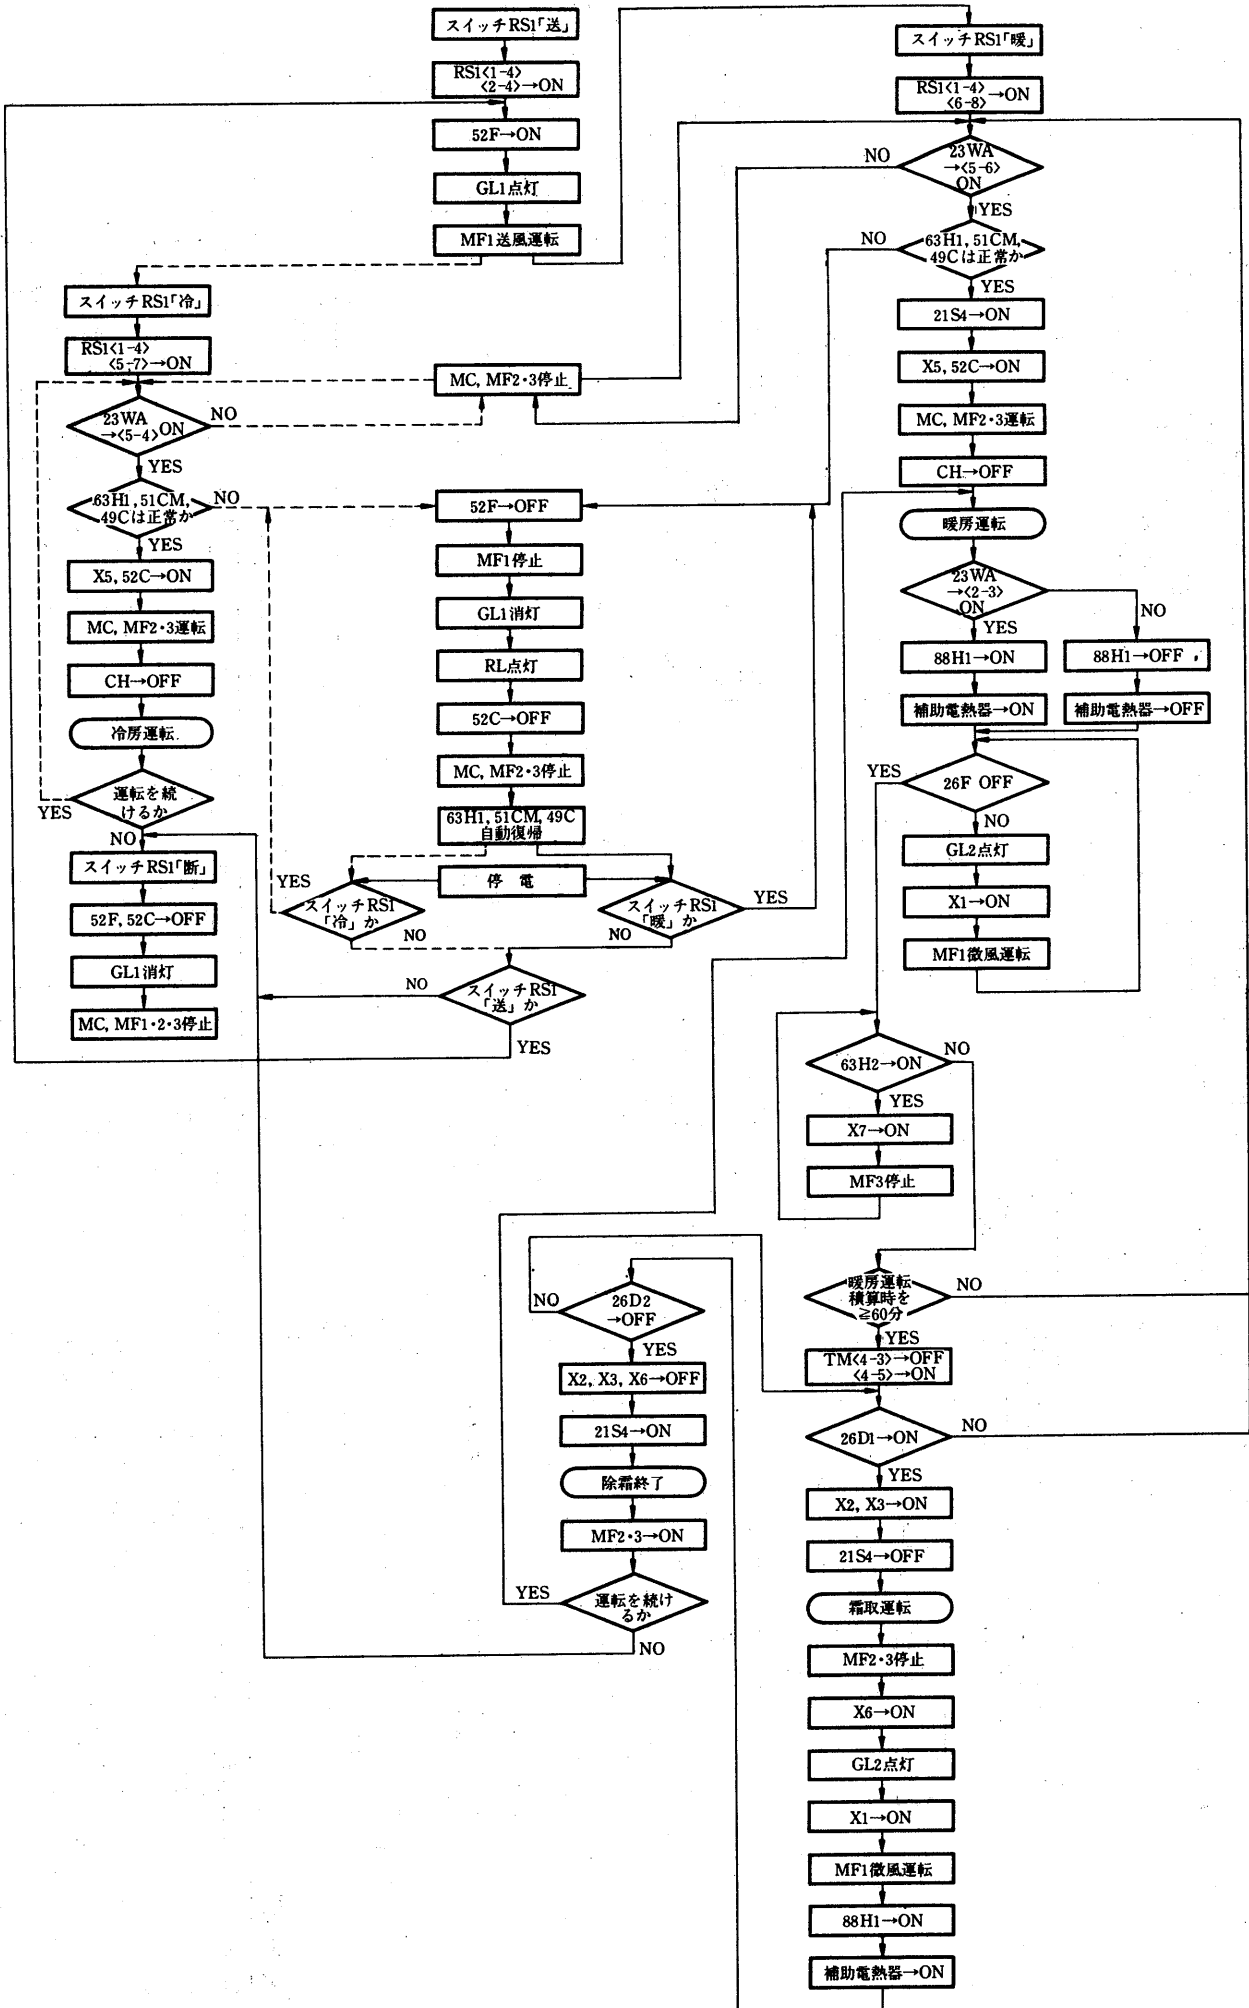 スイッチRS1「送」
RS1<1-4>
<2-4>→ON
52F→ON
GL1点灯
MF1送風運転
スイッチRS1「冷」
RS1<1-4>
<5-7>→ON
23WA
→<5-4>ON
NO
YES
63H1, 51CM,
49Cは正常か
NO
YES
X5, 52C→ON
MC, MF2・3運転
CH→OFF
冷房運転
運転を続
けるか
YES
NO
スイッチRS1「断」
52F, 52C→OFF
GL1消灯
MC, MF1・2・3停止
MC, MF2・3停止
52F→OFF
MF1停止
GL1消灯
RL点灯
52C→OFF
MC, MF2・3停止
63H1, 51CM, 49C
自動復帰
停電
YES
スイッチRS1
「冷」か
NO
スイッチRS1
「暖」か
YES
NO
スイッチRS1
「送」か
NO
YES
スイッチRS1「暖」
RS1<1-4>
<6-8>→ON
23WA
→<5-6>
ON
NO
YES
63H1, 51CM,
49Cは正常か
NO
YES
21S4→ON
X5, 52C→ON
MC, MF2・3運転
CH→OFF
暖房運転
23WA
→<2-3>
ON
NO
YES
88H1→ON
88H1→OFF
補助電熱器→ON
補助電熱器→OFF
26F OFF
YES
NO
GL2点灯
X1→ON
MF1微風運転
63H2→ON
NO
YES
X7→ON
MF3停止
暖房運転
積算時を
≧60分
NO
YES
TM<4-3>→OFF
<4-5>→ON
26D1→ON
NO
YES
X2, X3→ON
21S4→OFF
霜取運転
MF2・3停止
X6→ON
GL2点灯
X1→ON
MF1微風運転
88H1→ON
補助電熱器→ON
26D2
→OFF
NO
YES
X2, X3, X6→OFF
21S4→ON
除霜終了
MF2・3→ON
運転を続け
るか
YES
NO